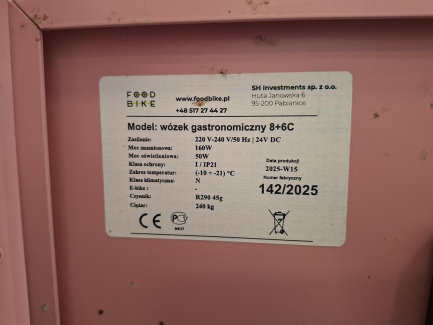 FOOD
BIKE
www.foodbike.pl
+48 517 27 44 27
SH Investments sp. z o.o.
Huta Janowska 6
95-200 Pabianice
Model: wózek gastronomiczny 8+6C
Zasilanie: 220 V-240 V/50 Hz | 24V DC
Moc znamionowa: 160W
Moc oświetleniowa: 50W
Klasa ochrony: I / IP21
Zakres temperatur: (-10 ÷ -21) °C
Klasa klimatyczna: N
E-bike : -
Czynnik: R290 45g
Ciężar: 240 kg
Data produkcji
2025-W15
Numer fabryczny
142/2025
CE